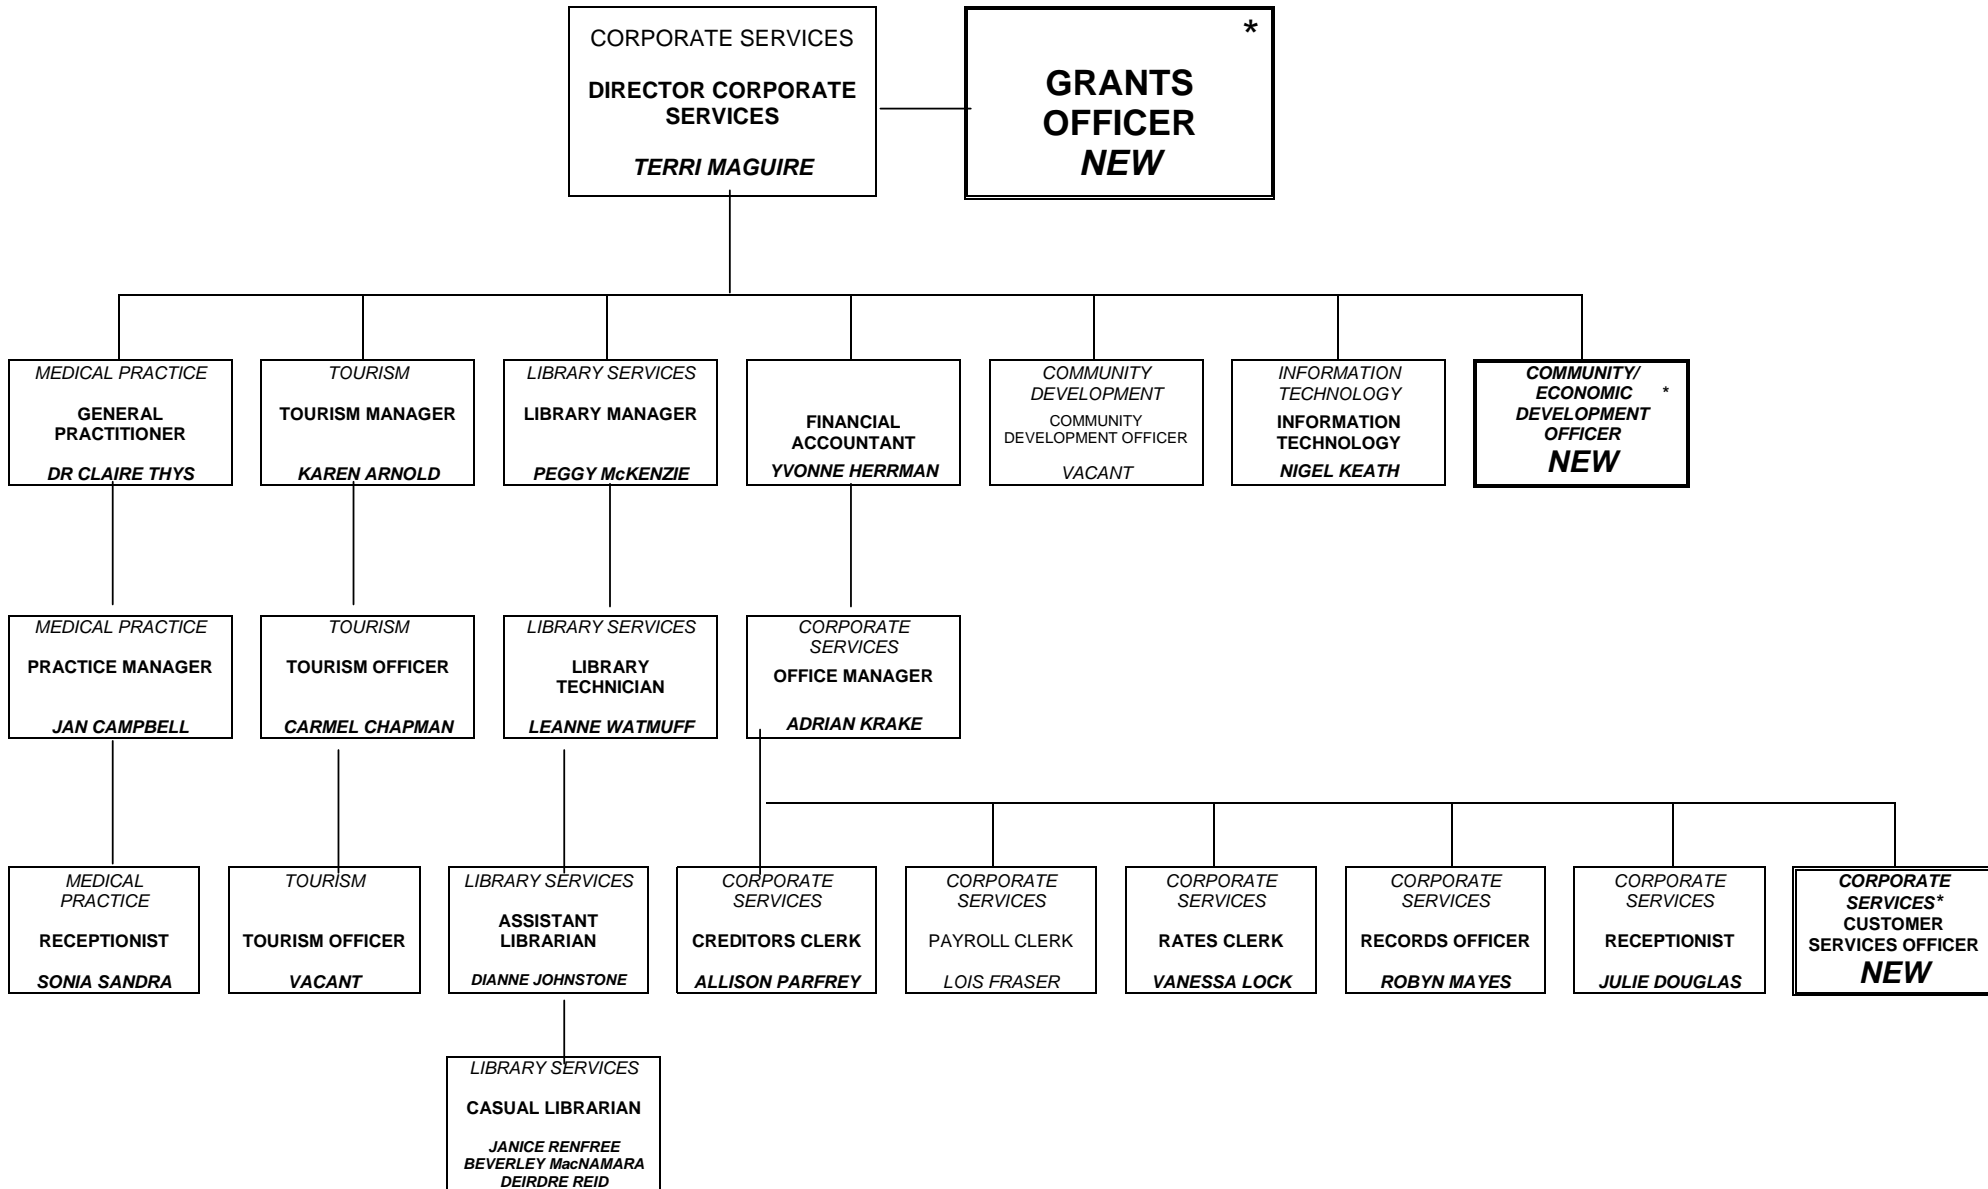 CORPORATE SERVICES
DIRECTOR CORPORATE
SERVICES
TERRI MAGUIRE
*
GRANTS
OFFICER
NEW
MEDICAL PRACTICE
GENERAL
PRACTITIONER
DR CLAIRE THYS
TOURISM
TOURISM MANAGER
KAREN ARNOLD
LIBRARY SERVICES
LIBRARY MANAGER
PEGGY McKENZIE
FINANCIAL
ACCOUNTANT
YVONNE HERRMAN
COMMUNITY
DEVELOPMENT
COMMUNITY
DEVELOPMENT OFFICER
VACANT
INFORMATION
TECHNOLOGY
INFORMATION
TECHNOLOGY
NIGEL KEATH
COMMUNITY/
ECONOMIC *
DEVELOPMENT
OFFICER
NEW
MEDICAL PRACTICE
PRACTICE MANAGER
JAN CAMPBELL
TOURISM
TOURISM OFFICER
CARMEL CHAPMAN
LIBRARY SERVICES
LIBRARY
TECHNICIAN
LEANNE WATMUFF
CORPORATE
SERVICES
OFFICE MANAGER
ADRIAN KRAKE
MEDICAL
PRACTICE
RECEPTIONIST
SONIA SANDRA
TOURISM
TOURISM OFFICER
VACANT
LIBRARY SERVICES
ASSISTANT
LIBRARIAN
DIANNE JOHNSTONE
CORPORATE
SERVICES
CREDITORS CLERK
ALLISON PARFREY
CORPORATE
SERVICES
PAYROLL CLERK
LOIS FRASER
CORPORATE
SERVICES
RATES CLERK
VANESSA LOCK
CORPORATE
SERVICES
RECORDS OFFICER
ROBYN MAYES
CORPORATE
SERVICES
RECEPTIONIST
JULIE DOUGLAS
CORPORATE
SERVICES*
CUSTOMER
SERVICES OFFICER
NEW
LIBRARY SERVICES
CASUAL LIBRARIAN
JANICE RENFREE
BEVERLEY MacNAMARA
DEIRDRE REID